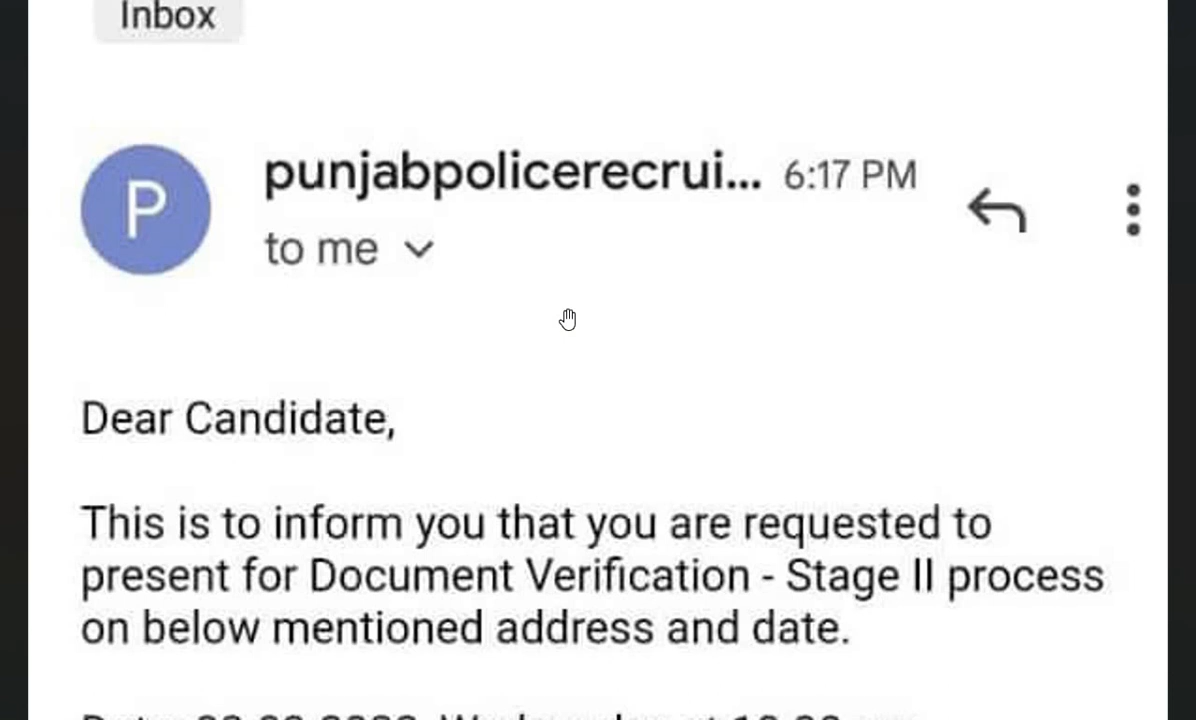 Inbox
punjabpolicerecrui... 6:17 PM
to me
P
Dear Candidate,
This is to inform you that you are requested to
present for Document Verification - Stage II process
on below mentioned address and date.